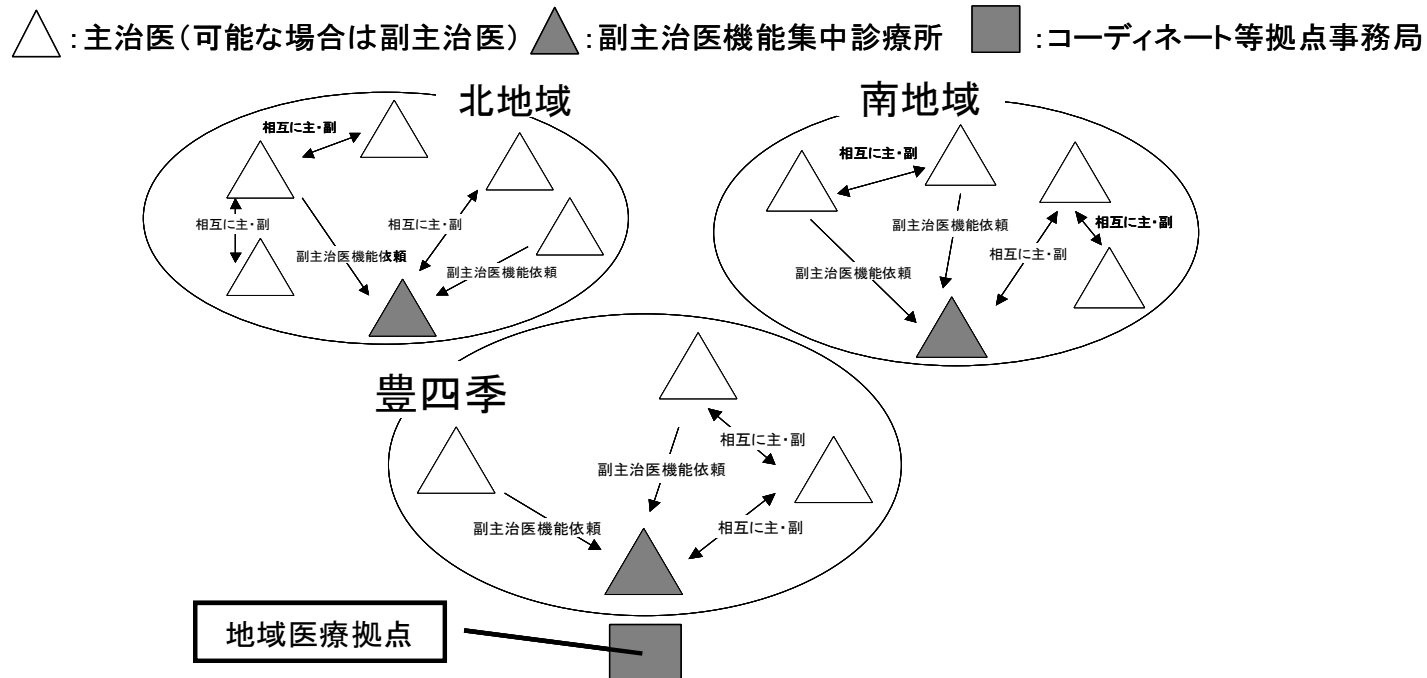 △:主治医(可能な場合は副主治医) ▲:副主治医機能集中診療所 ■:コーディネート等拠点事務局
北地域
相互に主・副
相互に主・副
相互に主・副
副主治医機能依頼
副主治医機能依頼
南地域
相互に主・副
副主治医機能依頼
相互に主・副
相互に主・副
副主治医機能依頼
豊四季
相互に主・副
副主治医機能依頼
副主治医機能依頼
相互に主・副
地域医療拠点